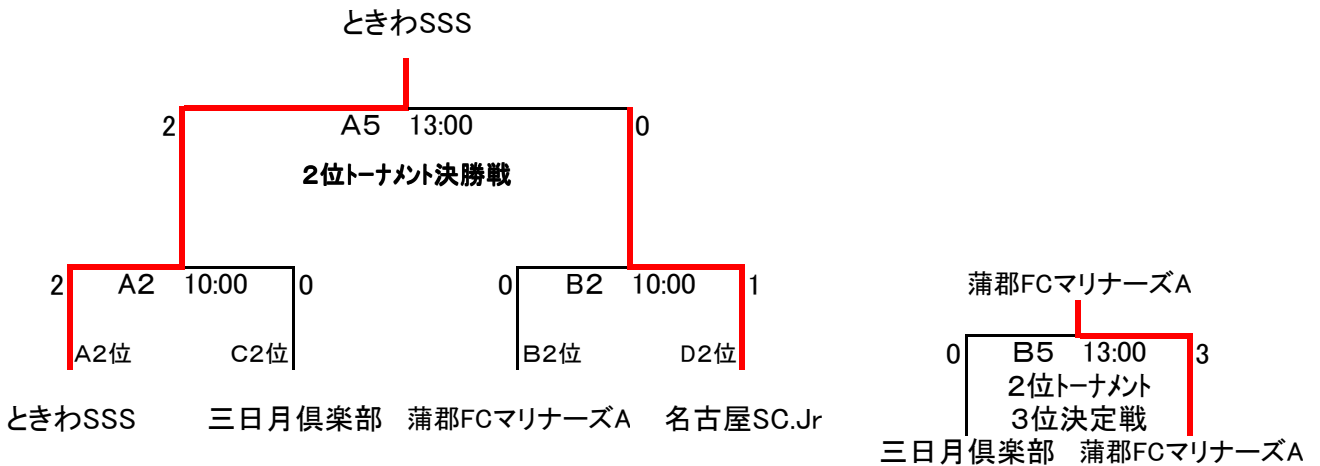 ときわSSS
2 A5 13:00 0
２位トーナメント決勝戦
2 A2 10:00 0
0 B2 10:00 1
A2位 C2位 B2位 D2位
ときわSSS 三日月倶楽部 蒲郡FCマリナーズA 名古屋SC.Jr
蒲郡FCマリナーズA
0 B5 13:00 3
２位トーナメント
３位決定戦
三日月倶楽部 蒲郡FCマリナーズA